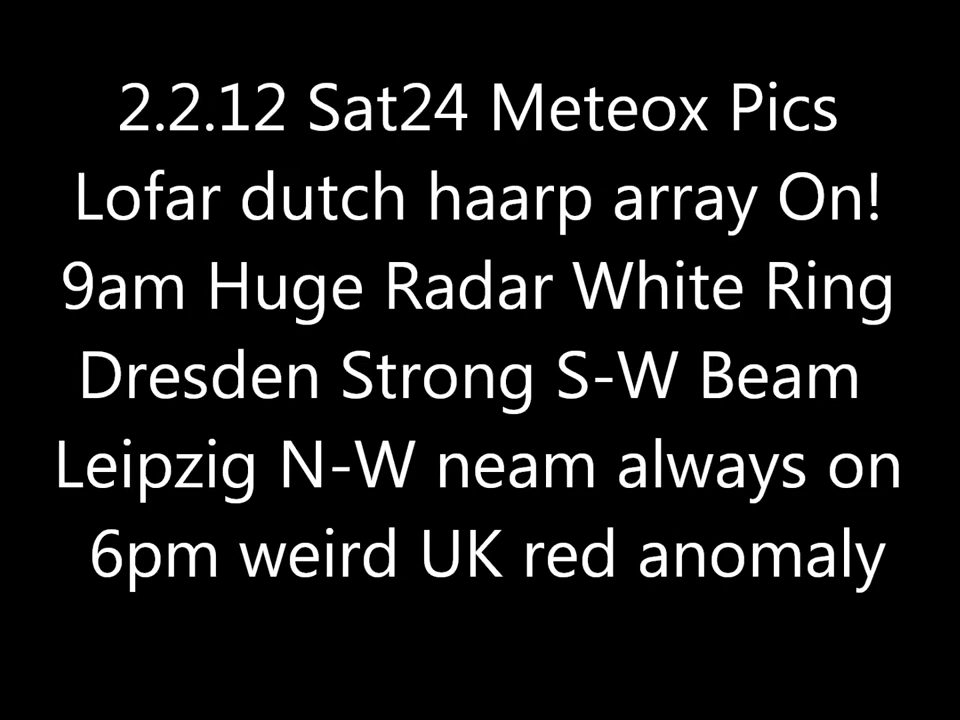 2.2.12 Sat24 Meteox Pics
Lofar dutch haarp array On!
9am Huge Radar White Ring
Dresden Strong S-W Beam
Leipzig N-W neam always on
6pm weird UK red anomaly